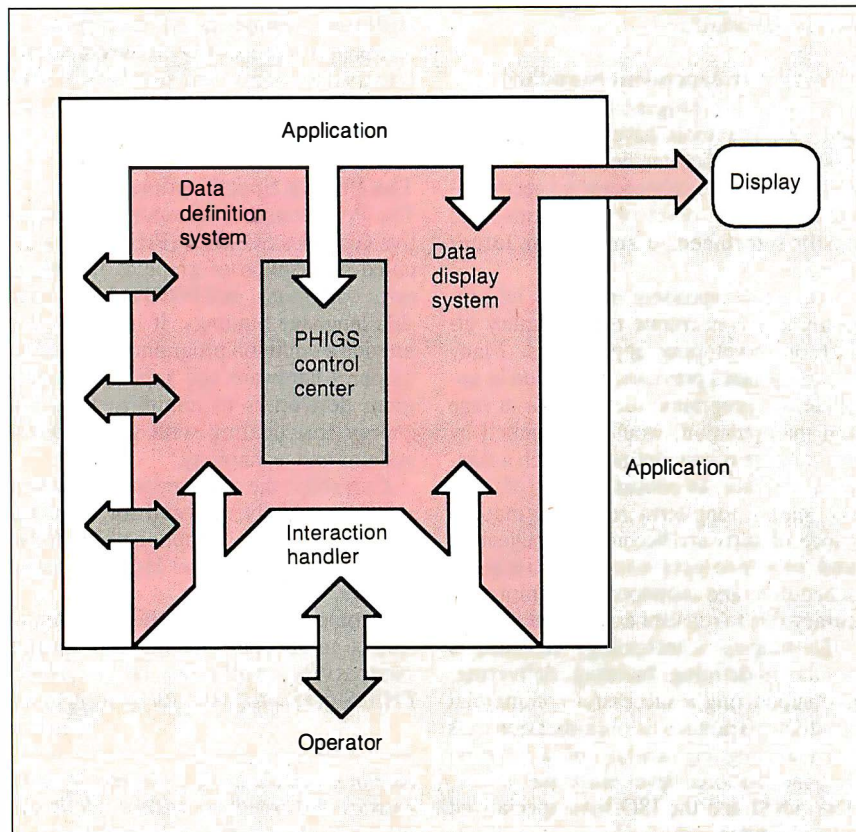 Application
Data
definition
system
Display
Data
display
system
PHIGS
control
center
Application
Interaction
handler
Operator